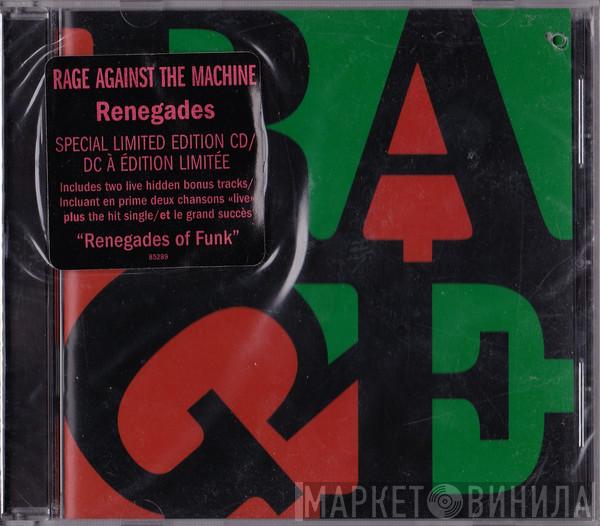 RAGE AGAINST THE MACHINE
Renegades
SPECIAL LIMITED EDITION CD/
DC À ÉDITION LIMITÉE
Includes two live hidden bonus tracks/
Incluant en prime deux chansons «live»
plus the hit single/et le grand succès
"Renegades of Funk"
85289
RA
GE
МАРКЕТ ВИНИЛА